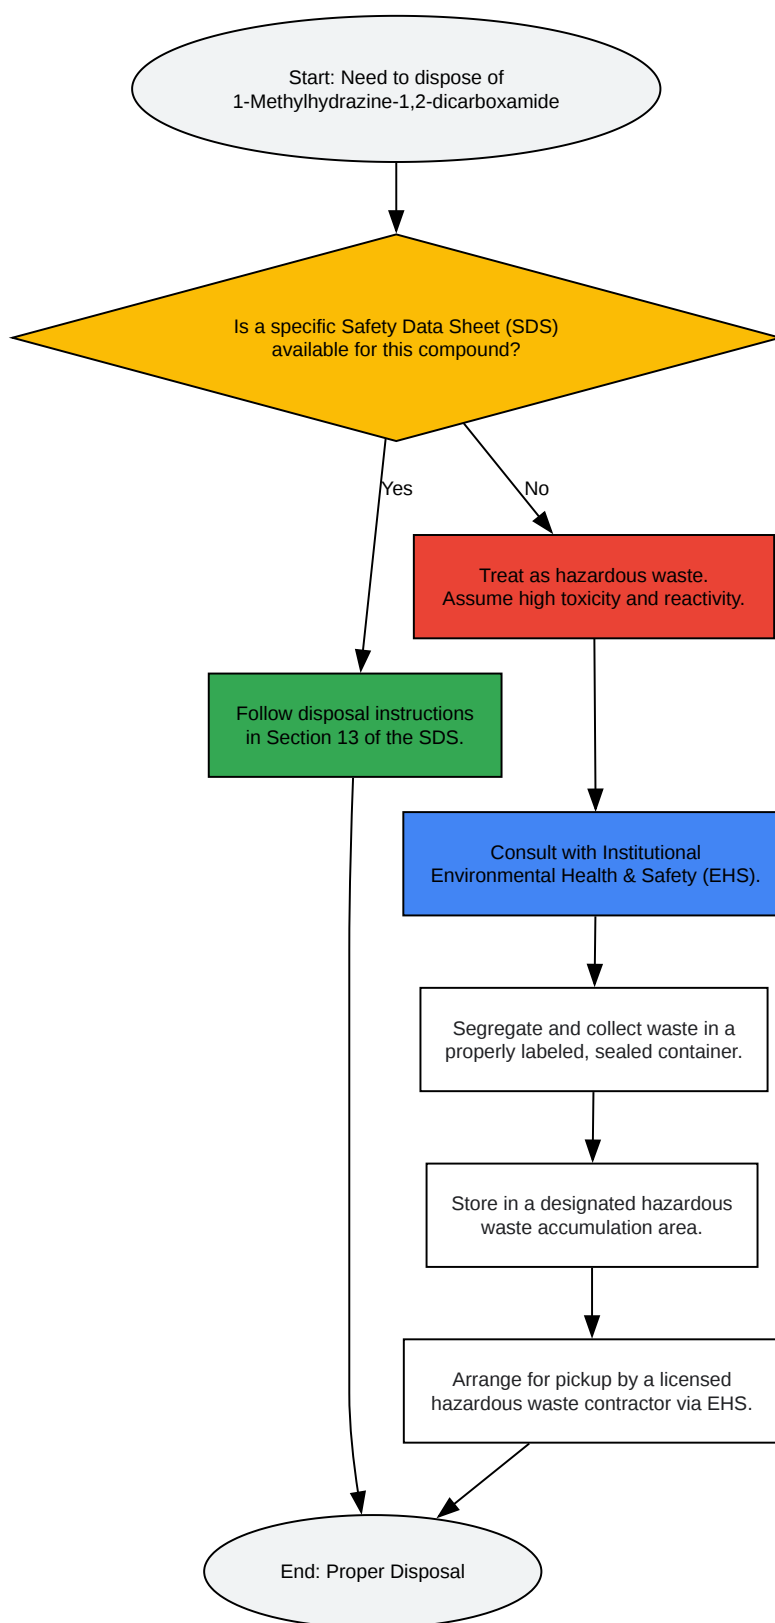 Start: Need to dispose of
1-Methylhydrazine-1,2-dicarboxamide
Is a specific Safety Data Sheet (SDS)
available for this compound?
Yes
No
Treat as hazardous waste.
Assume high toxicity and reactivity.
Follow disposal instructions
in Section 13 of the SDS.
Consult with Institutional
Environmental Health & Safety (EHS).
Segregate and collect waste in a
properly labeled, sealed container.
Store in a designated hazardous
waste accumulation area.
Arrange for pickup by a licensed
hazardous waste contractor via EHS.
End: Proper Disposal